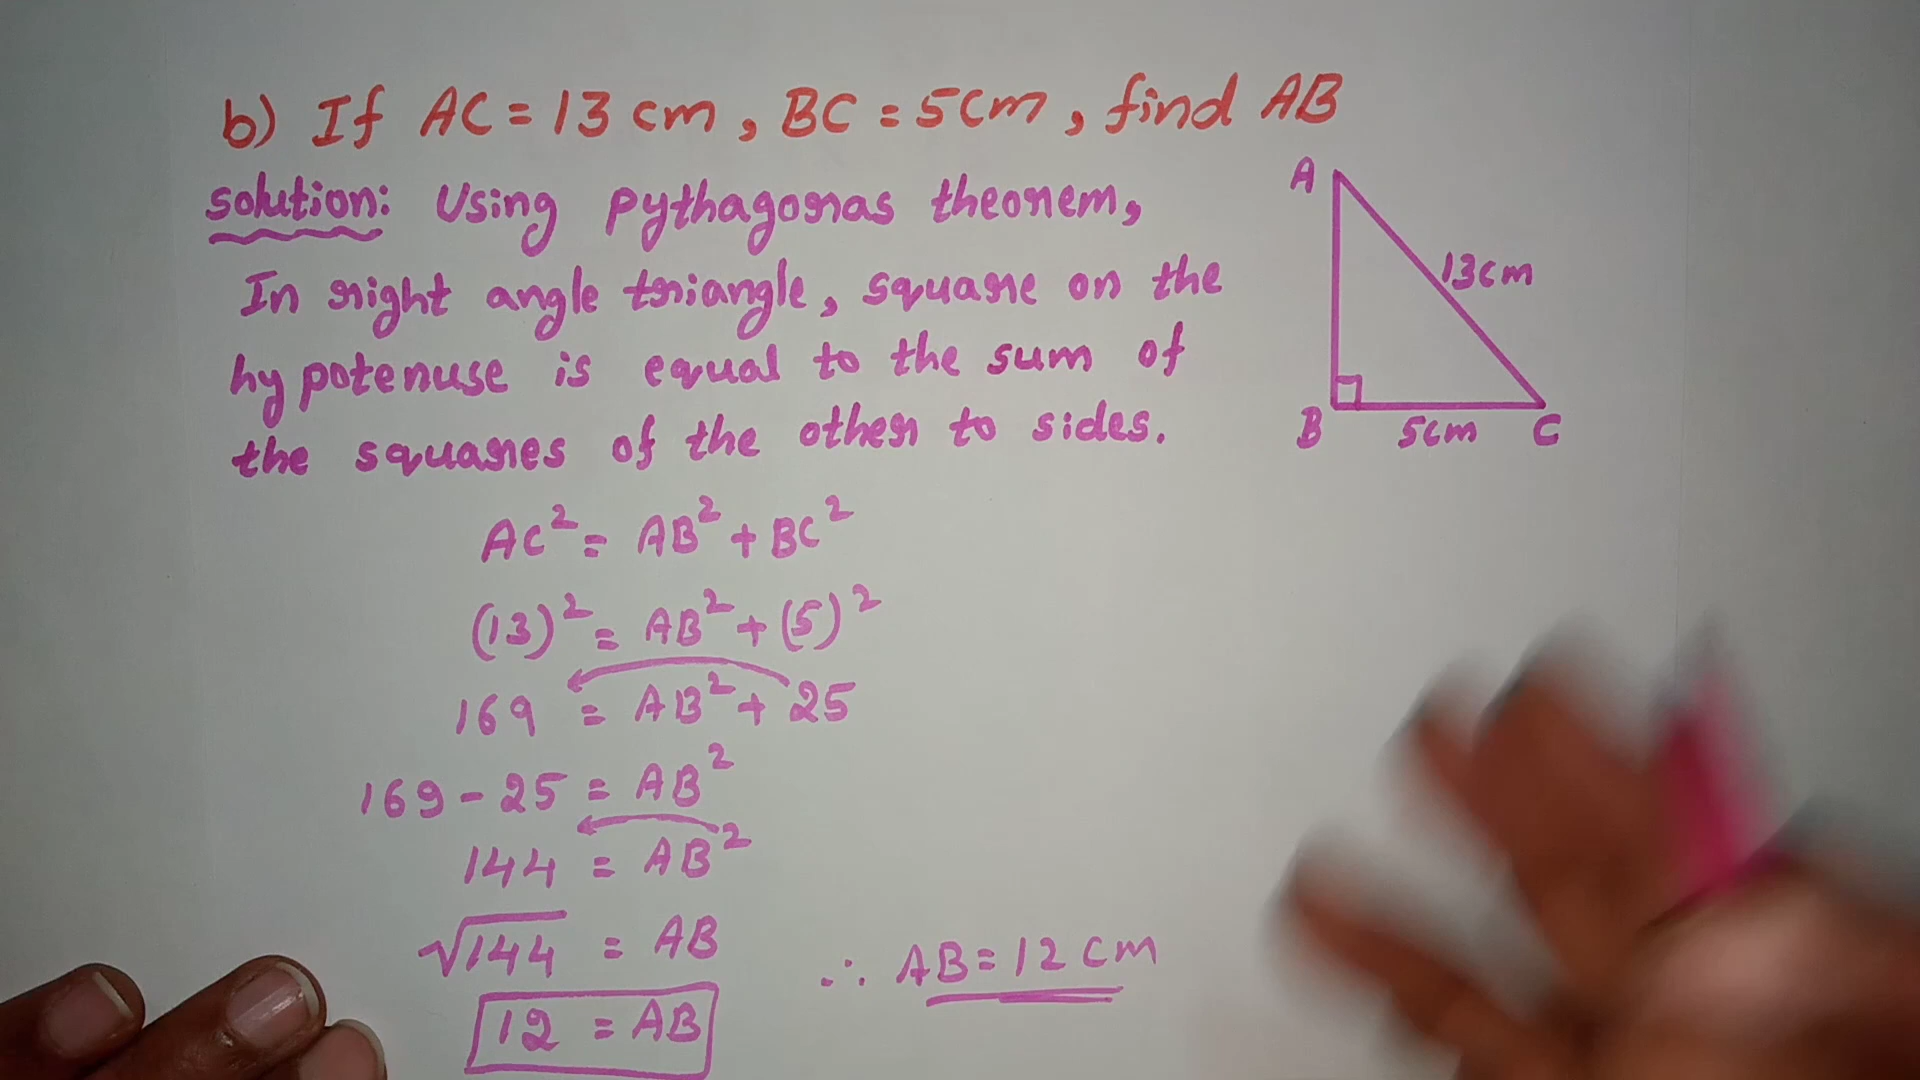 b) If AC = 13 cm, BC = 5cm, find AB
Solution: Using pythagoras theorem,
In right angle triangle, square on the
hypotenuse is equal to the sum of
the squares of the other to sides.
A
13cm
B 5cm C
AC² = AB² + BC²
(13)² = AB² + (5)²
169 = AB² + 25
169 - 25 = AB²
144 = AB²
√144 = AB
12 = AB
∴ AB = 12 cm